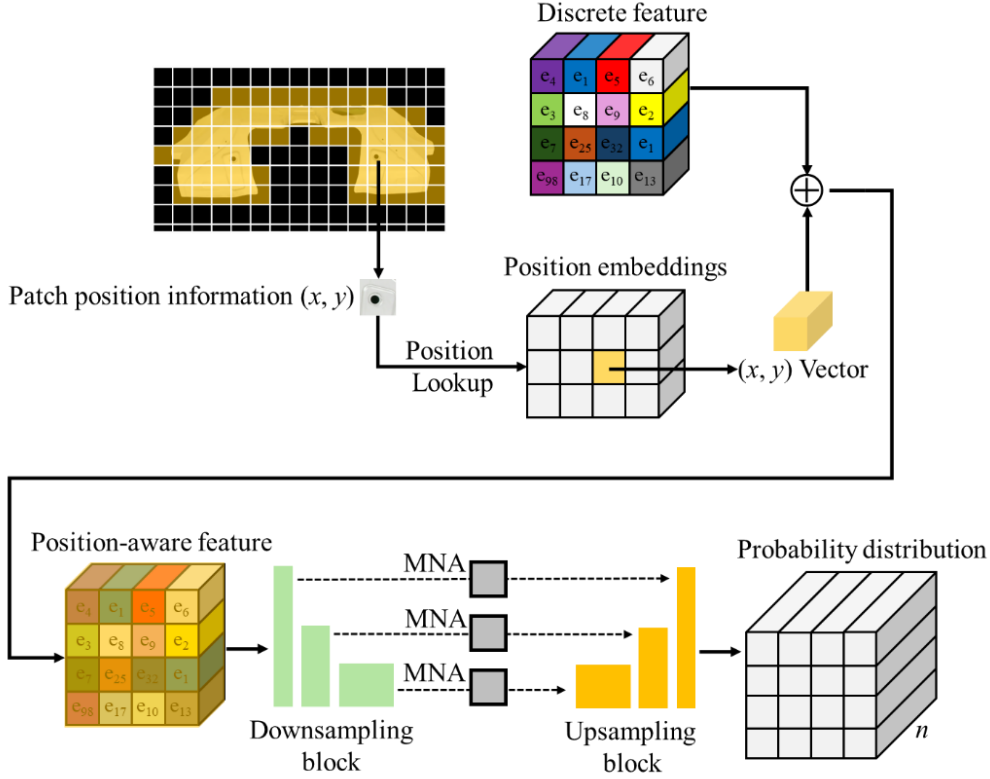 Discrete feature
e4 e1 e5 e6
e3 e8 e9 e2
e7 e25 e32 e1
e98 e17 e10 e13
Position embeddings
Patch position information (x, y)
Position
Lookup
(x, y) Vector
Position-aware feature
e4 e1 e5 e6
e3 e8 e9 e2
e7 e25 e32 e1
e98 e17 e10 e13
MNA
MNA
MNA
Downsampling
block
Upsampling
block
Probability distribution
n